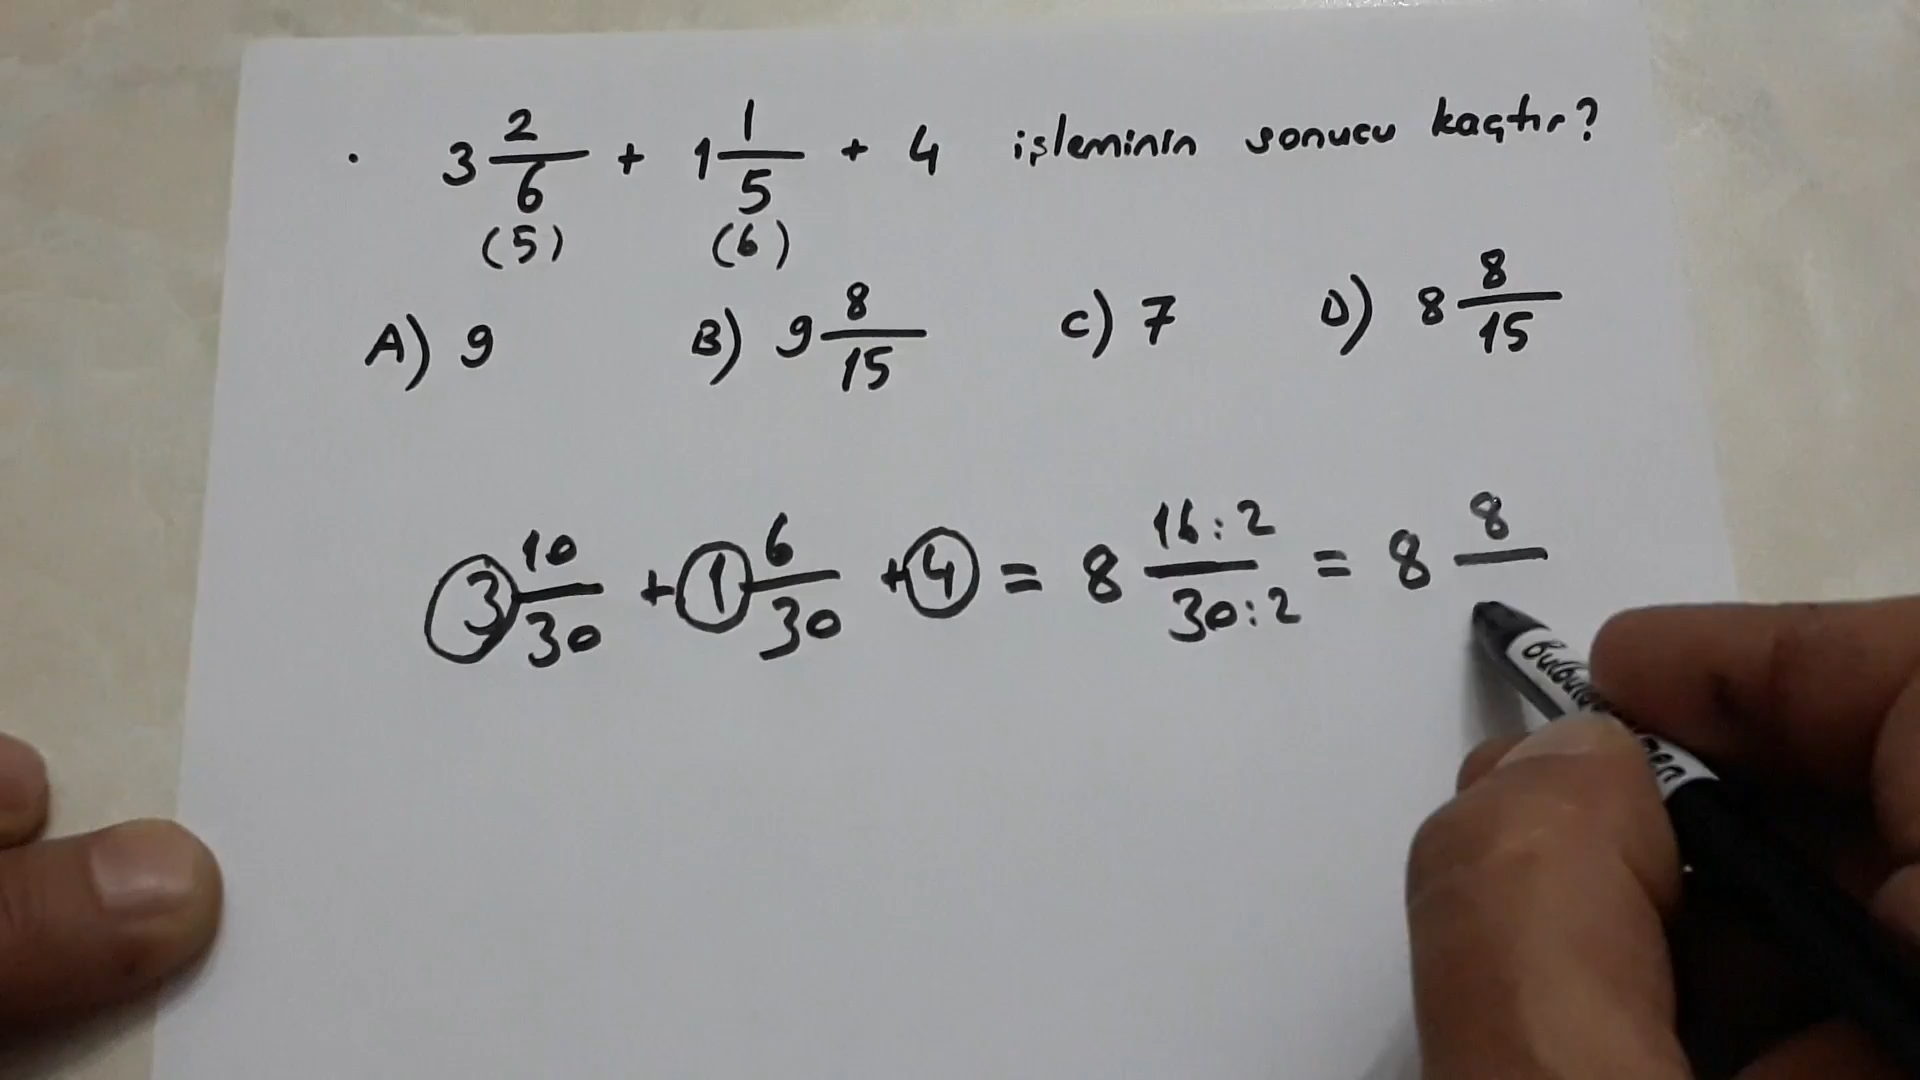 · 3 2/6 + 1 1/5 + 4 işleminin sonucu kaçtır?
(5) (6)
A) 9 B) 9 8/15 C) 7 D) 8 8/15
3 10/30 + 1 6/30 + 4 = 8 16:2/30:2 = 8 8/